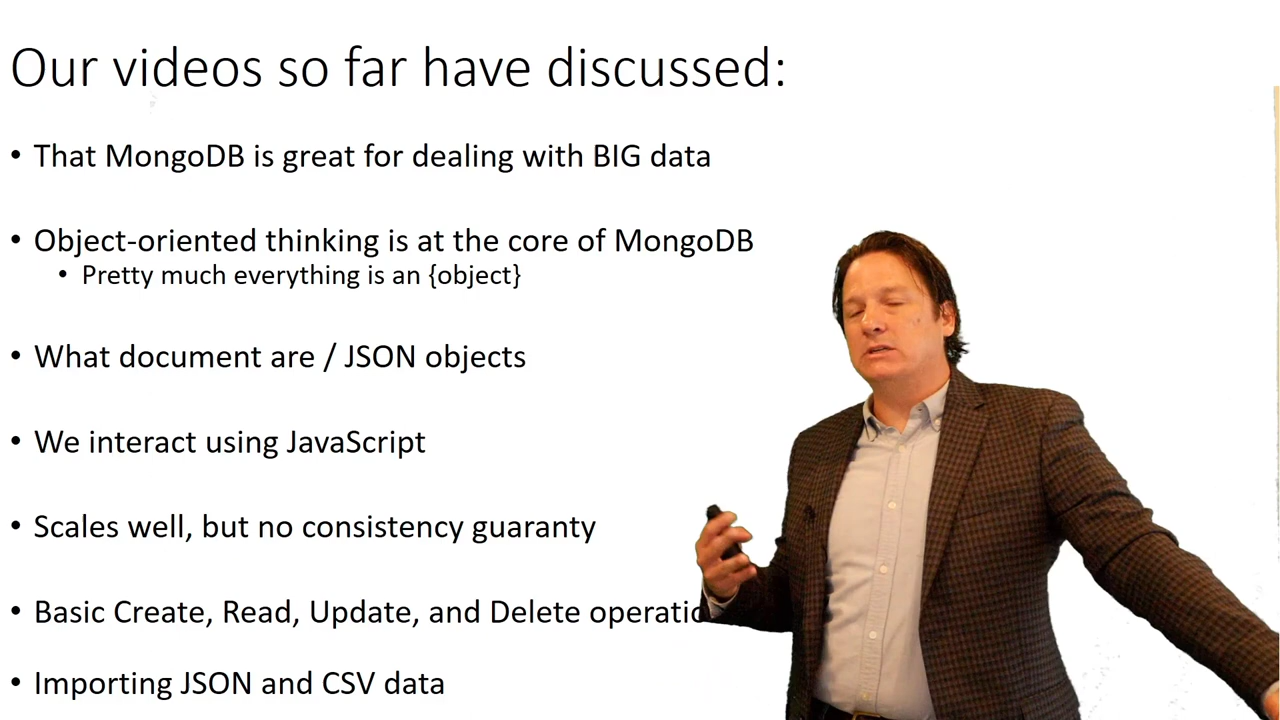 Our videos so far have discussed:
• That MongoDB is great for dealing with BIG data
• Object-oriented thinking is at the core of MongoDB
• Pretty much everything is an {object}
• What document are / JSON objects
• We interact using JavaScript
• Scales well, but no consistency guaranty
• Basic Create, Read, Update, and Delete operatio
• Importing JSON and CSV data